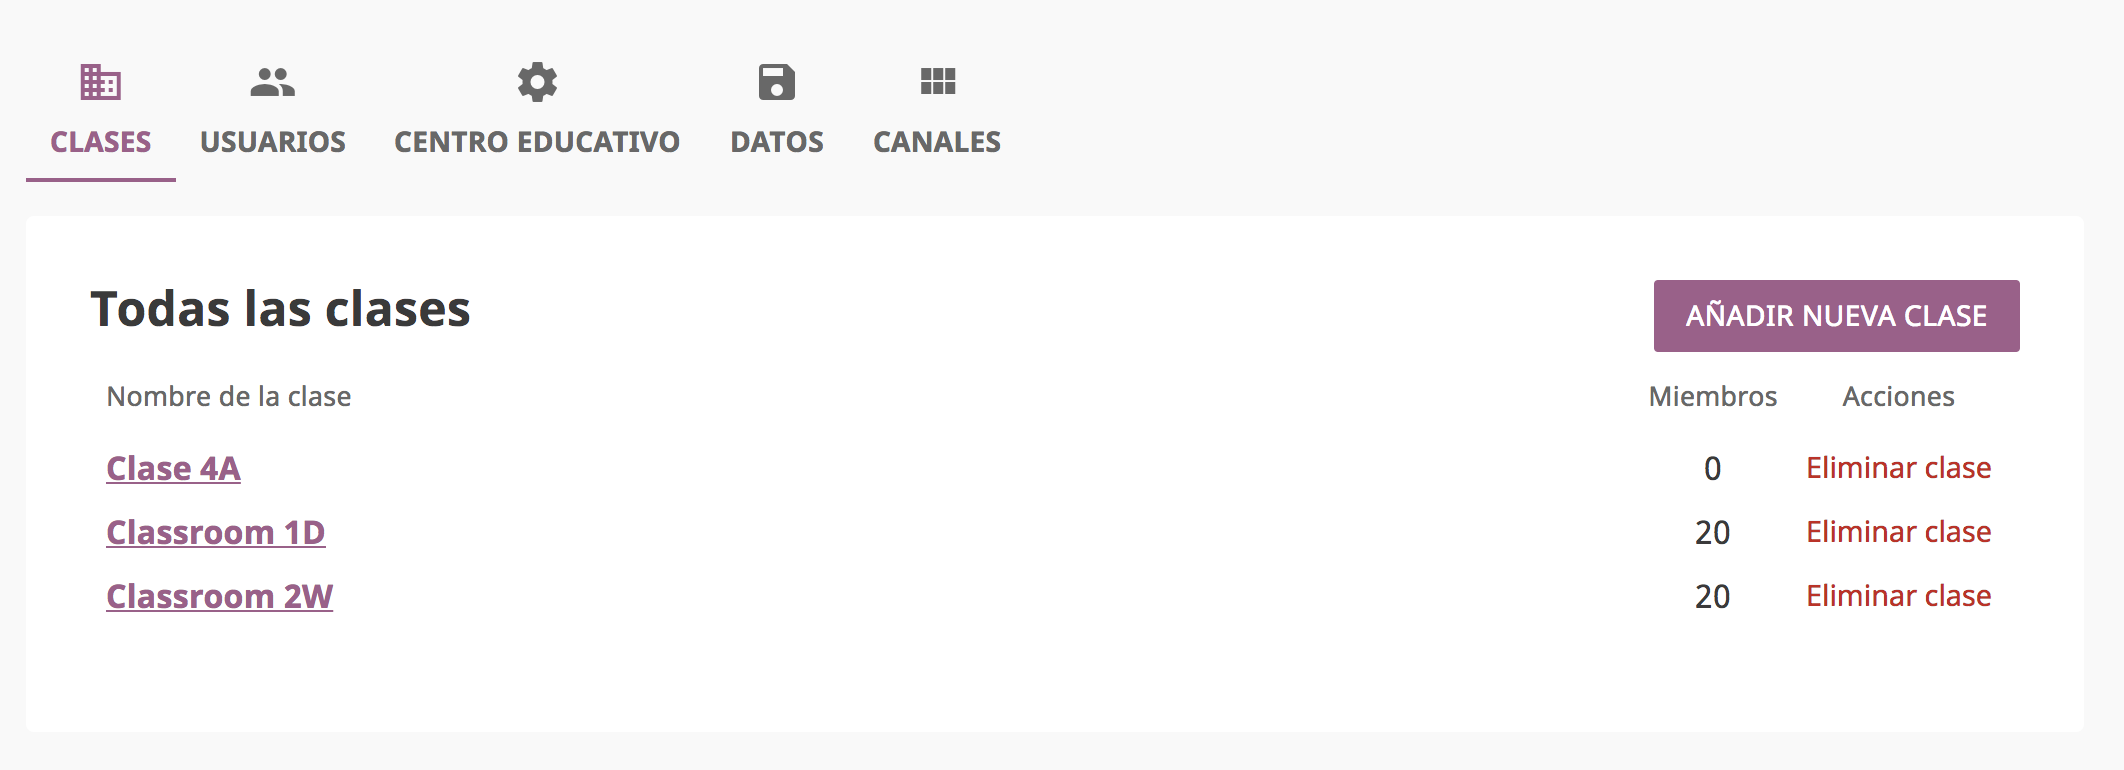 CLASES USUARIOS CENTRO EDUCATIVO DATOS CANALES
Todas las clases AÑADIR NUEVA CLASE
Nombre de la clase Miembros Acciones
Clase 4A 0 Eliminar clase
Classroom 1D 20 Eliminar clase
Classroom 2W 20 Eliminar clase